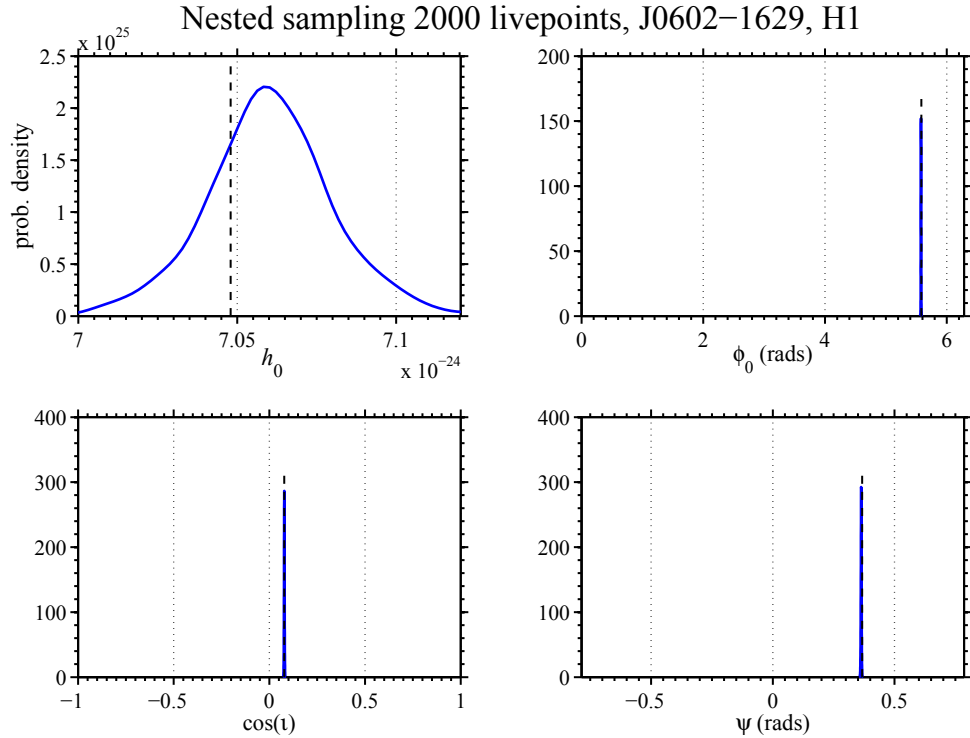 Nested sampling 2000 livepoints, J0602−1629, H1
x 10^25
2.5
2
1.5
1
0.5
0
prob. density
7 7.05 7.1
h_0
x 10^−24
200
150
100
50
0
0 2 4 6
ϕ_0 (rads)
400
300
200
100
0
−1 −0.5 0 0.5 1
cos(ι)
400
300
200
100
0
−0.5 0 0.5
ψ (rads)